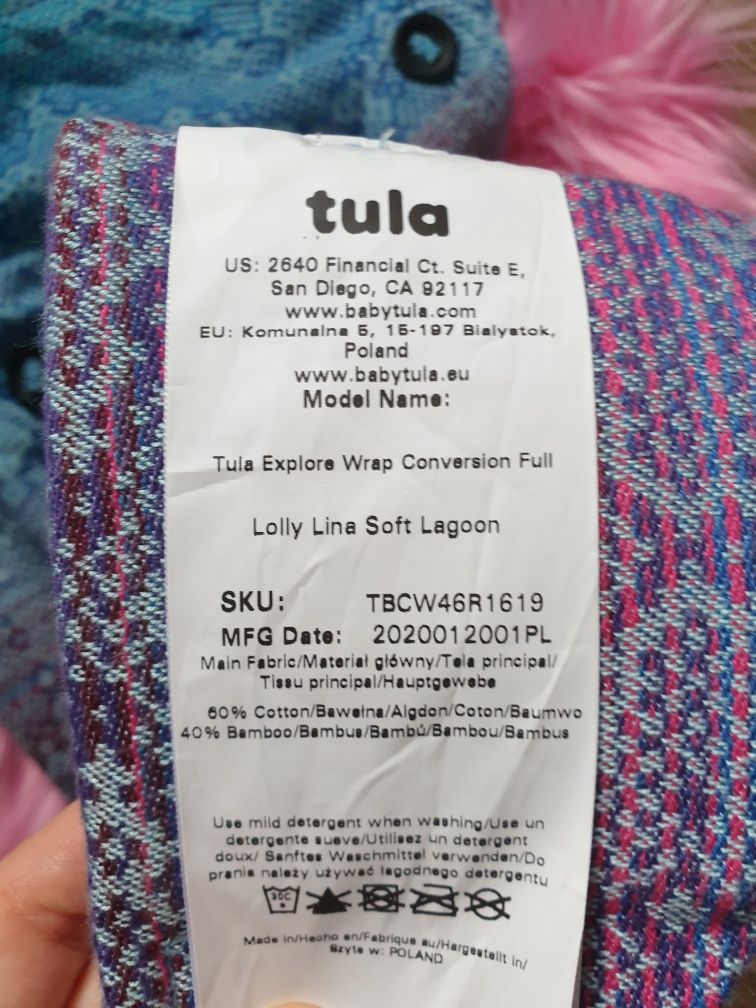 tula
US: 2640 Financial Ct. Suite E,
San Diego, CA 92117
www.babytula.com
EU: Komunalna 5, 15-197 Bialystok,
Poland
www.babytula.eu
Model Name:
Tula Explore Wrap Conversion Full
Lolly Lina Soft Lagoon
SKU: TBCW46R1619
MFG Date: 2020012001PL
Main Fabric/Materiał główny/Tela principal/
Tissu principal/Hauptgewebe
60% Cotton/Bawełna/Algdon/Coton/Baumwo
40% Bamboo/Bambus/Bambú/Bambou/Bambus
Use mild detergent when washing/Use un
detergente sueve/Utilisez un detergent
doux/ Sanftes Waschmittel verwenden/Do
prania należy używać łagodnego detergentu
30C
Made in/Hecho en/Fabrique au/Hargestellt in/
Szyte w: POLAND